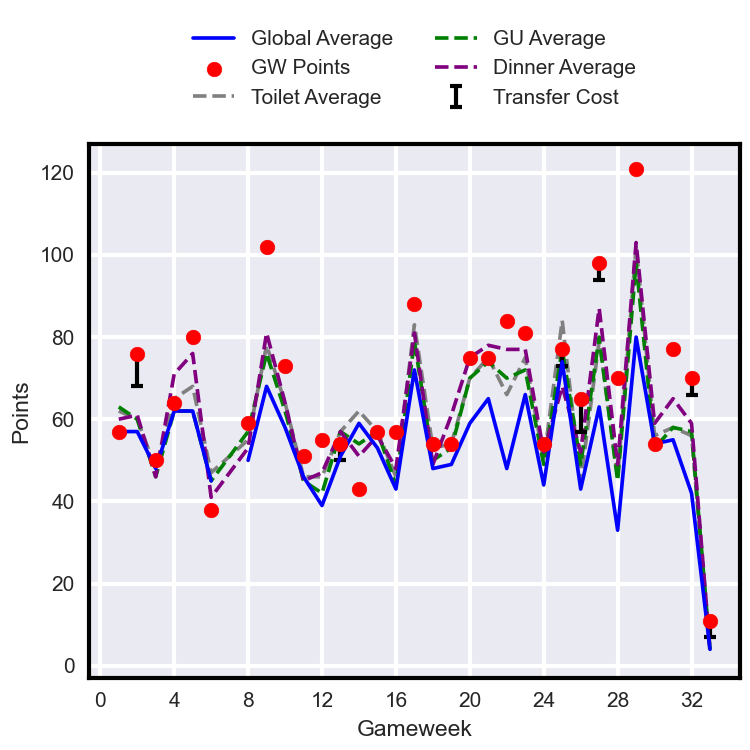 Global Average
GW Points
Toilet Average
GU Average
Dinner Average
Transfer Cost
Points
120
100
80
60
40
20
0
0 4 8 12 16 20 24 28 32
Gameweek